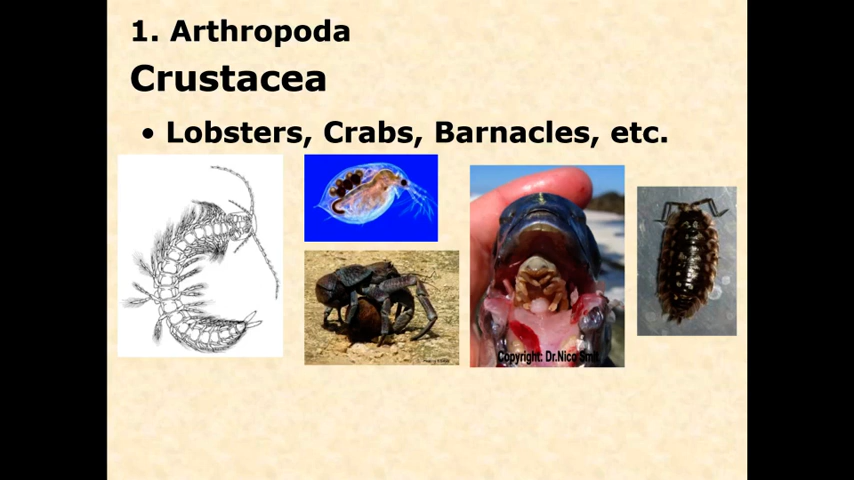 1. Arthropoda
Crustacea
• Lobsters, Crabs, Barnacles, etc.
Copyright: Dr.Nico Smit